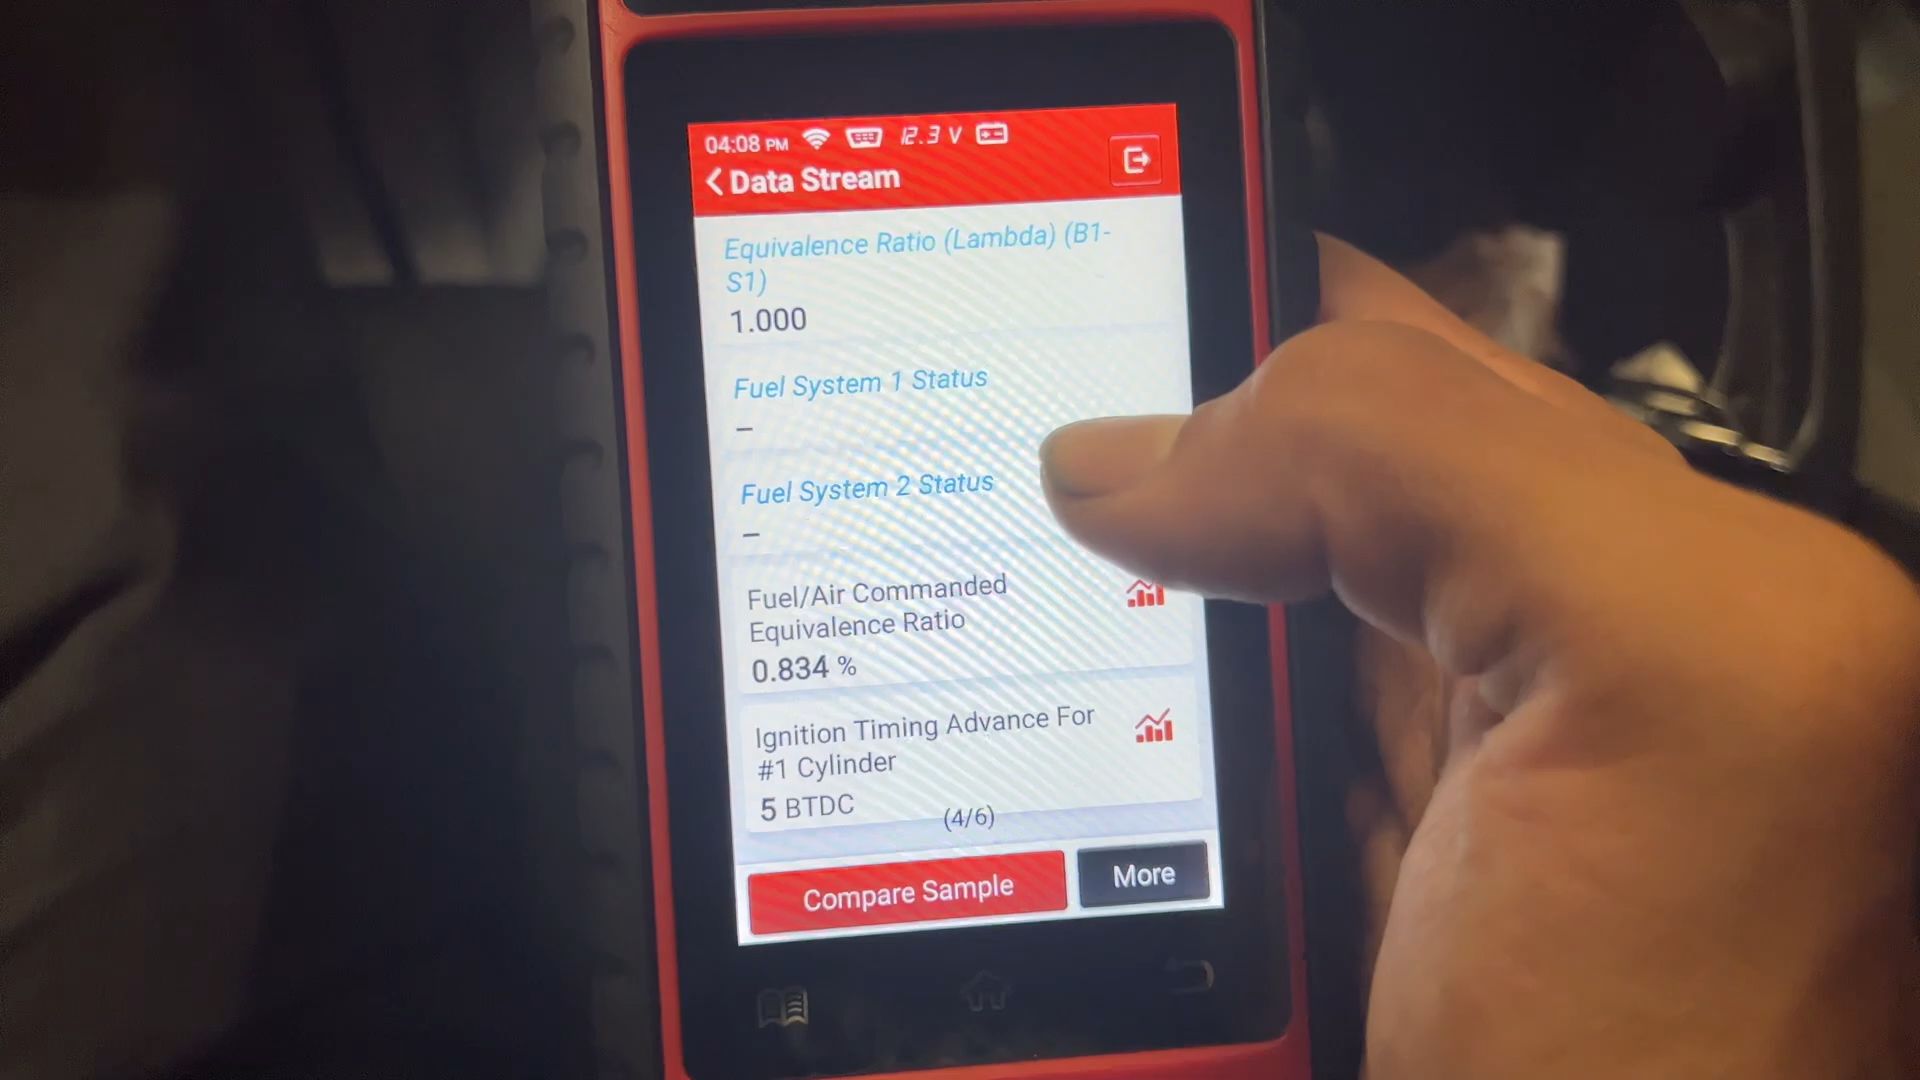 04:08 PM 12.3 V
Data Stream
Equivalence Ratio (Lambda) (B1-
S1)
1.000
Fuel System 1 Status
–
Fuel System 2 Status
–
Fuel/Air Commanded
Equivalence Ratio
0.834 %
Ignition Timing Advance For
#1 Cylinder
5 BTDC
(4/6)
Compare Sample
More